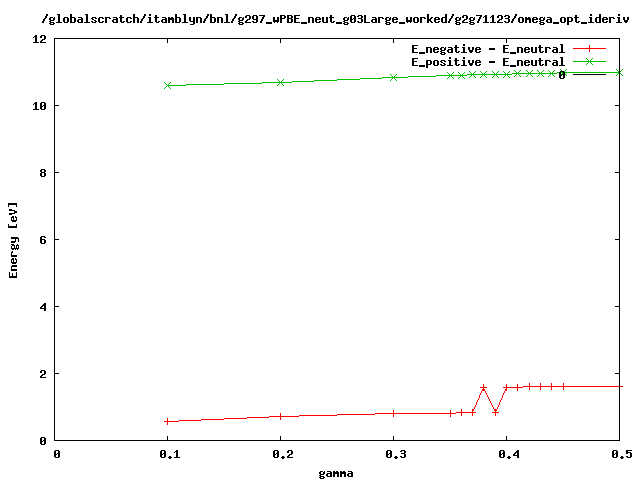 /globalscratch/itamblyn/bnl/g297_wPBE_neut_g03Large_worked/g2g71123/omega_opt_ideriv
12
E_negative - E_neutral
E_positive - E_neutral
0
10
8
Energy [eV]
6
4
2
0
0 0.1 0.2 0.3 0.4 0.5
gamma